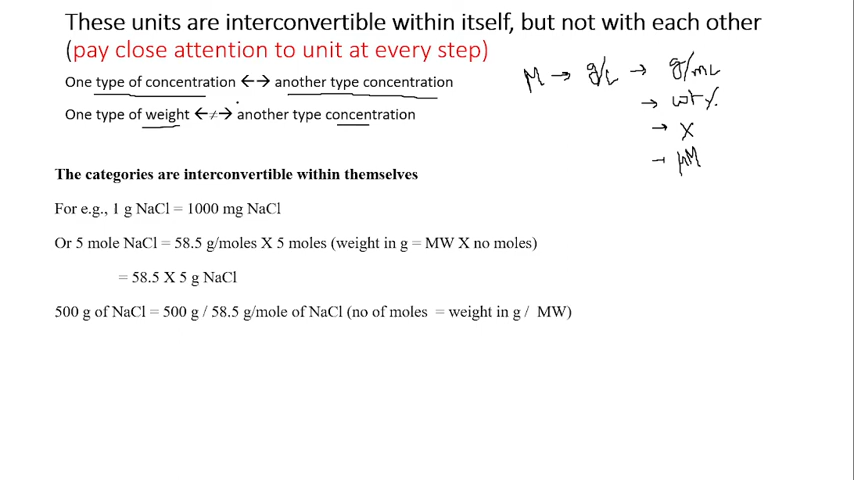 These units are interconvertible within itself, but not with each other
(pay close attention to unit at every step)
One type of concentration ←→ another type concentration
One type of weight ←≠→ another type concentration
M → g/L → g/mL
→ wt %
→ X
→ μM
The categories are interconvertible within themselves
For e.g., 1 g NaCl = 1000 mg NaCl
Or 5 mole NaCl = 58.5 g/moles X 5 moles (weight in g = MW X no moles)
= 58.5 X 5 g NaCl
500 g of NaCl = 500 g / 58.5 g/mole of NaCl (no of moles = weight in g / MW)